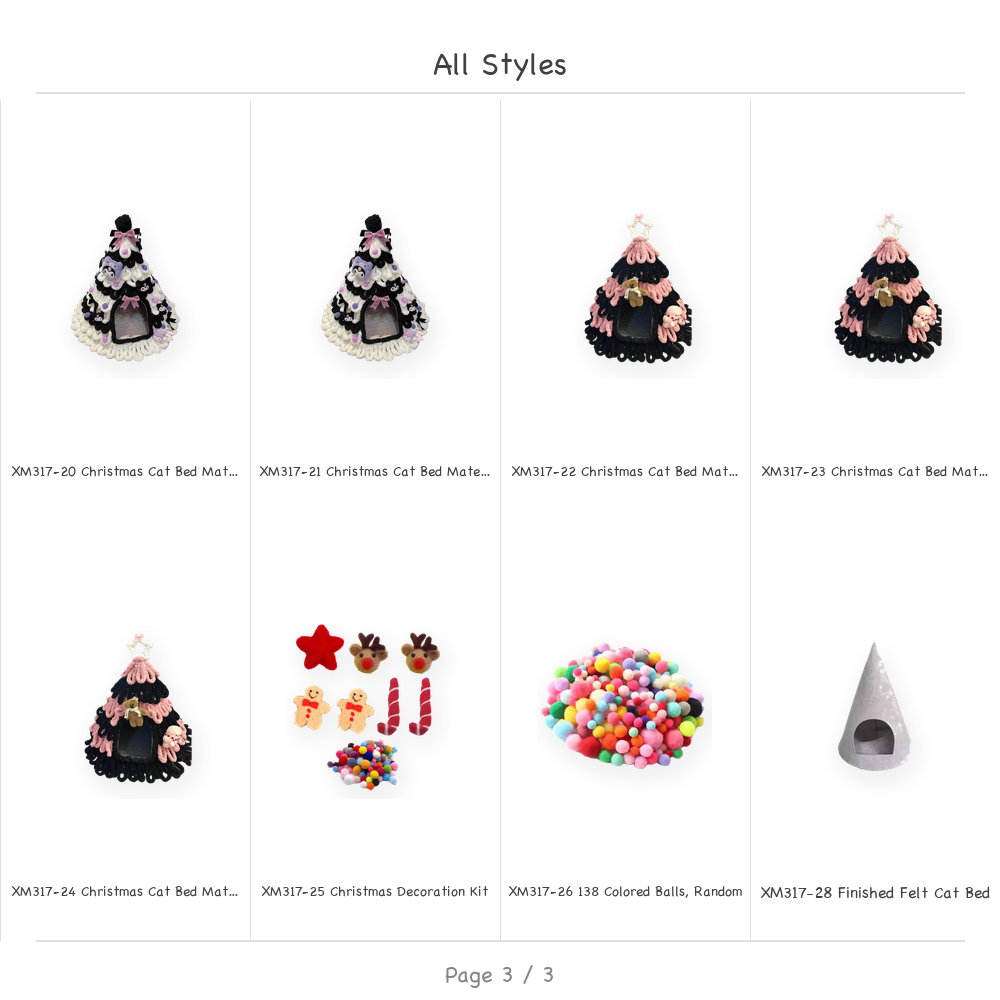 All Styles
XM317-20 Christmas Cat Bed Mat...
XM317-21 Christmas Cat Bed Mate...
XM317-22 Christmas Cat Bed Mat...
XM317-23 Christmas Cat Bed Mat...
XM317-24 Christmas Cat Bed Mat...
XM317-25 Christmas Decoration Kit
XM317-26 138 Colored Balls, Random
XM317-28 Finished Felt Cat Bed
Page 3 / 3